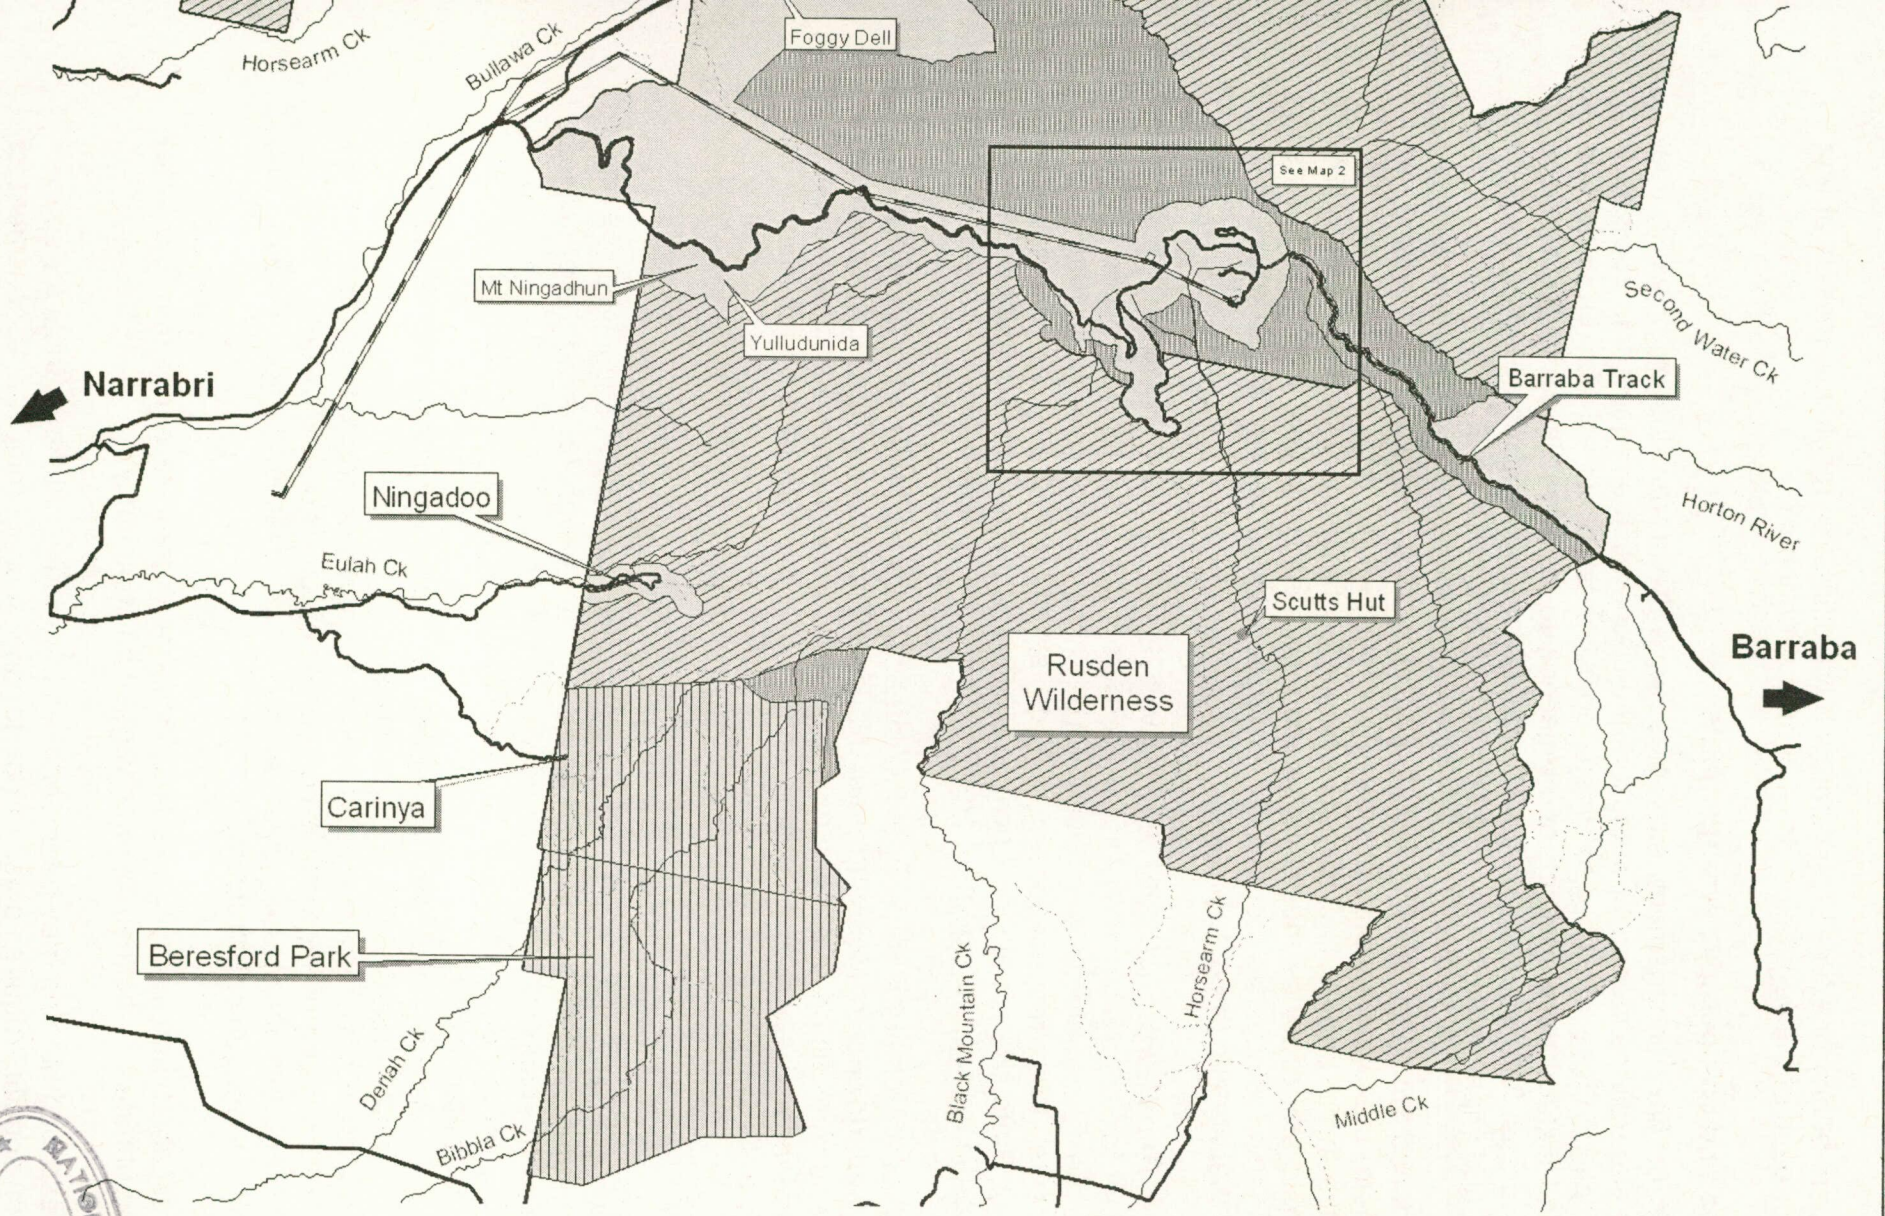 Foggy Dell
Horsearm Ck
Bullawa Ck
See Map 2
Mt Ningadhun
Yulludunida
Second Water Ck
Narrabri
Barraba Track
Ningadoo
Horton River
Eulah Ck
Scutts Hut
Rusden
Wilderness
Barraba
Carinya
Beresford Park
Horsearm Ck
Black Mountain Ck
Deriah Ck
Middle Ck
Bibbla Ck